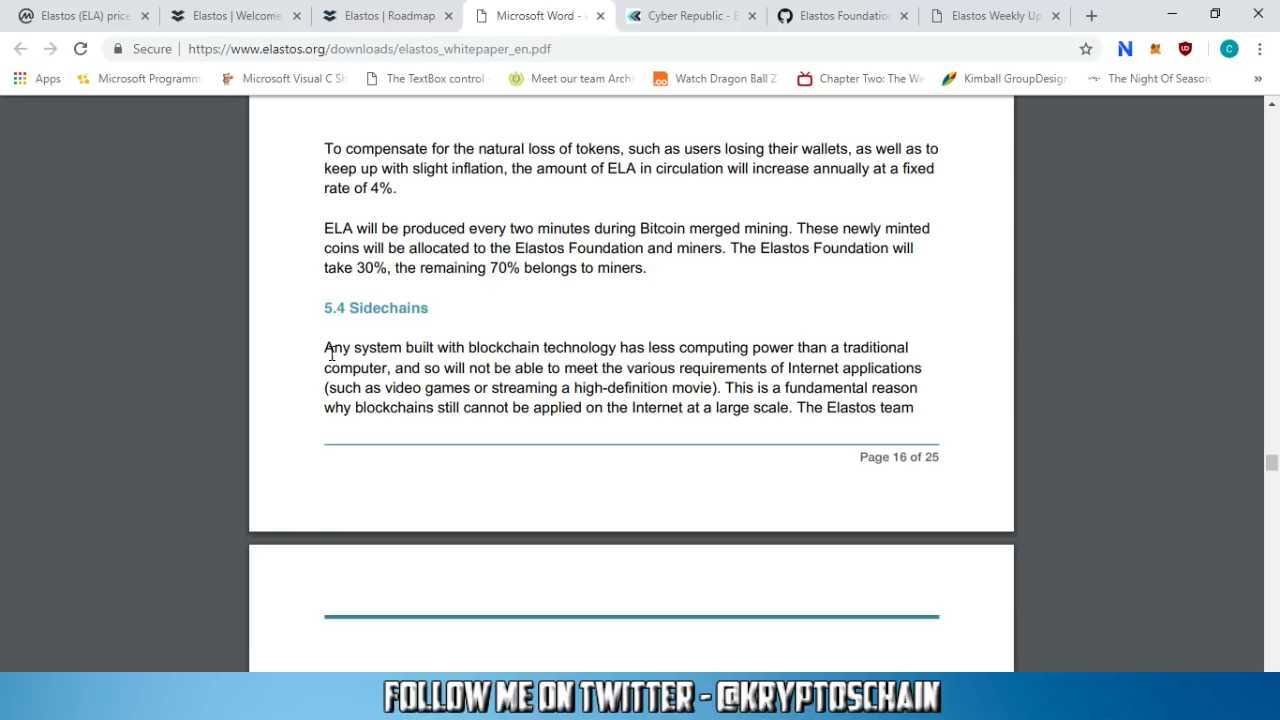 Elastos (ELA) price
Elastos | Welcome
Elastos | Roadmap
Microsoft Word -
Cyber Republic - E
Elastos Foundation
Elastos Weekly Up
Secure
https://www.elastos.org/downloads/elastos_whitepaper_en.pdf
N
C
Apps
Microsoft Programm
Microsoft Visual C Sh
The TextBox control -
Meet our team Archi
Watch Dragon Ball Z
Chapter Two: The We
Kimball GroupDesign
The Night Of Season
»
To compensate for the natural loss of tokens, such as users losing their wallets, as well as to
keep up with slight inflation, the amount of ELA in circulation will increase annually at a fixed
rate of 4%.
ELA will be produced every two minutes during Bitcoin merged mining. These newly minted
coins will be allocated to the Elastos Foundation and miners. The Elastos Foundation will
take 30%, the remaining 70% belongs to miners.
5.4 Sidechains
Any system built with blockchain technology has less computing power than a traditional
computer, and so will not be able to meet the various requirements of Internet applications
(such as video games or streaming a high-definition movie). This is a fundamental reason
why blockchains still cannot be applied on the Internet at a large scale. The Elastos team
Page 16 of 25
FOLLOW ME ON TWITTER - @KRYPTOSCHAIN